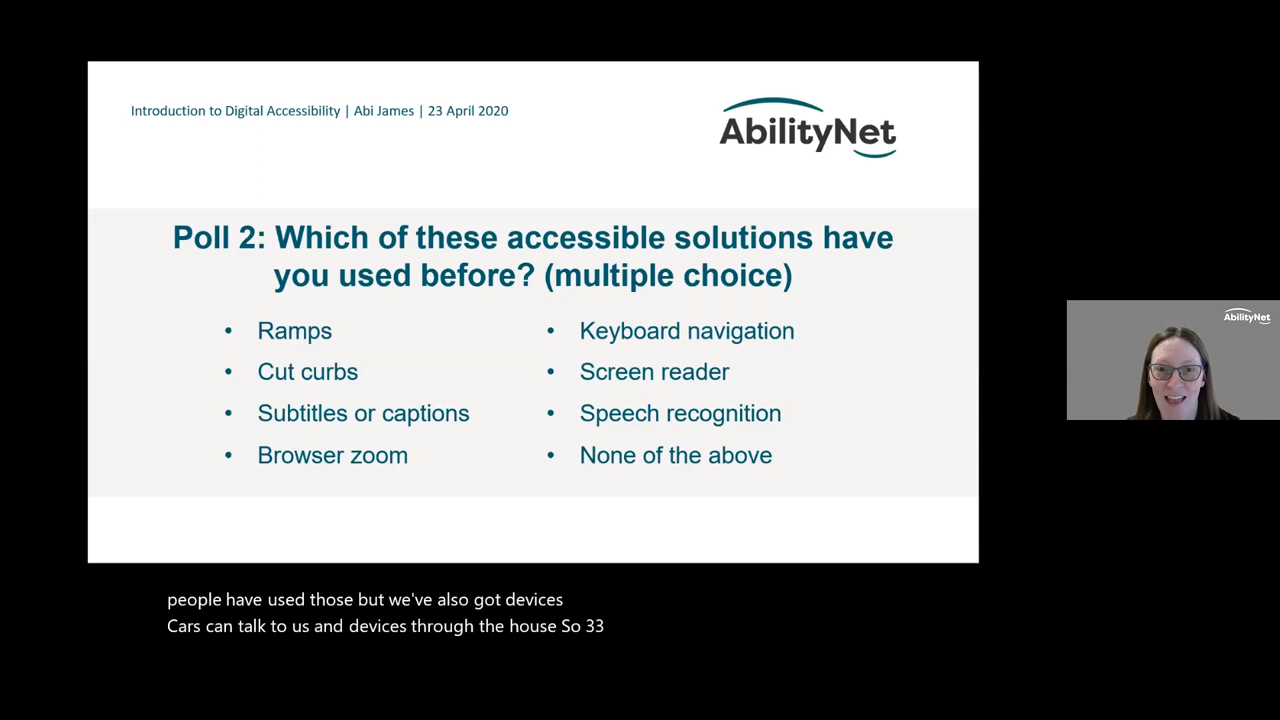 Introduction to Digital Accessibility | Abi James | 23 April 2020
AbilityNet
Poll 2: Which of these accessible solutions have
you used before? (multiple choice)
• Ramps
• Cut curbs
• Subtitles or captions
• Browser zoom
• Keyboard navigation
• Screen reader
• Speech recognition
• None of the above
AbilityNet
people have used those but we've also got devices
Cars can talk to us and devices through the house So 33